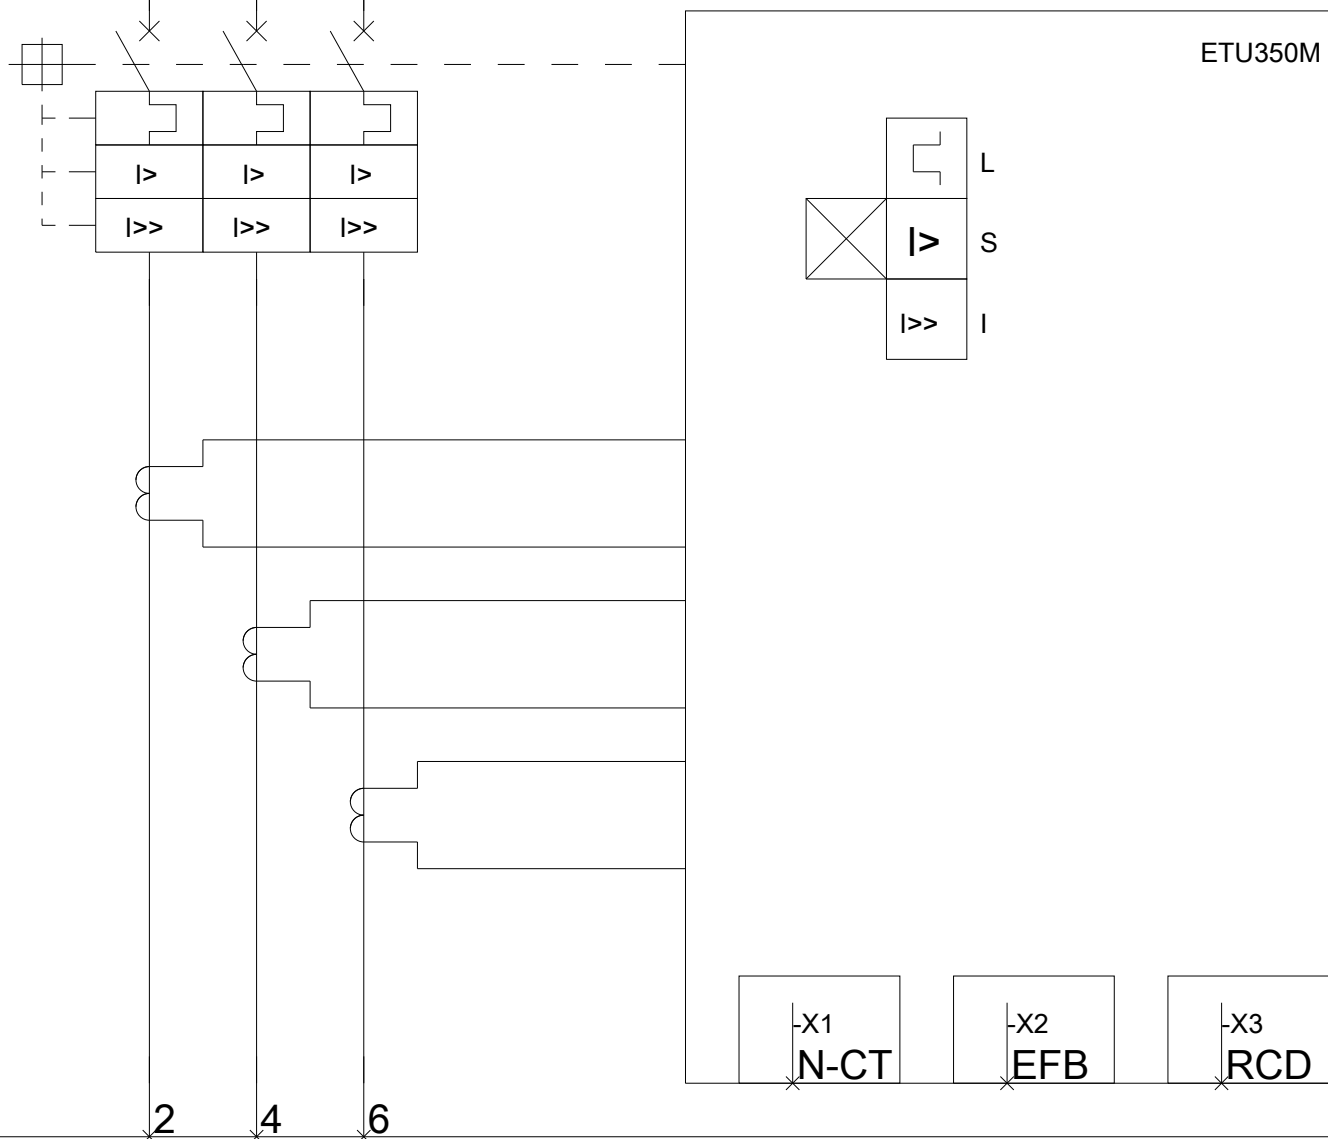 ETU350M
L
|> |> |> |> S
|>> |>> |>> |>> I
-X1 -X2 -X3
N-CT EFB RCD
2 4 6